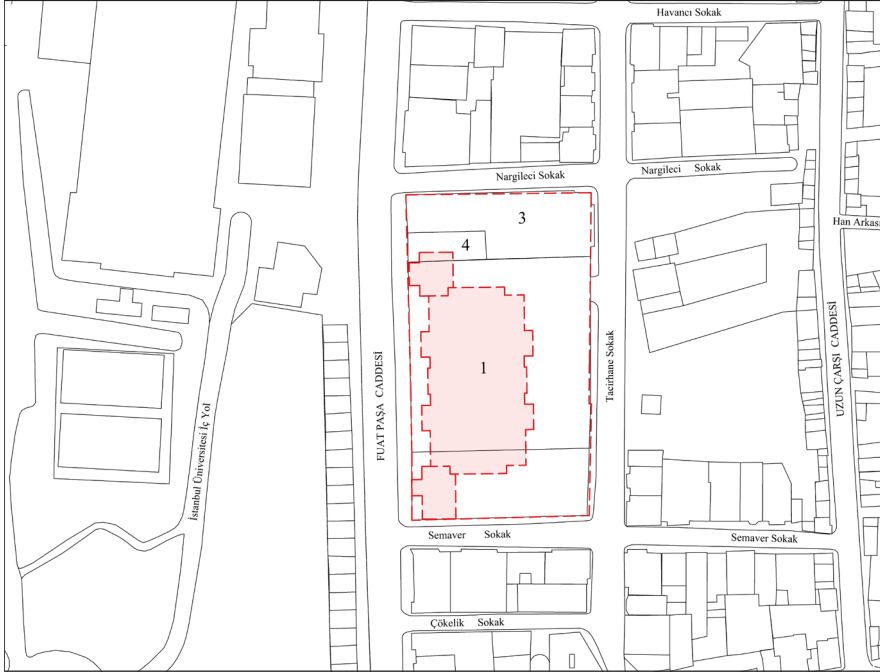 Havancı Sokak
Nargileci Sokak
Nargileci Sokak
3
Han Arkası
4
FUAT PAŞA CADDESİ
1
Tacirhane Sokak
UZUN ÇARŞI CADDESİ
İstanbul Üniversitesi İç Yol
Semaver Sokak
Semaver Sokak
Çökelik Sokak